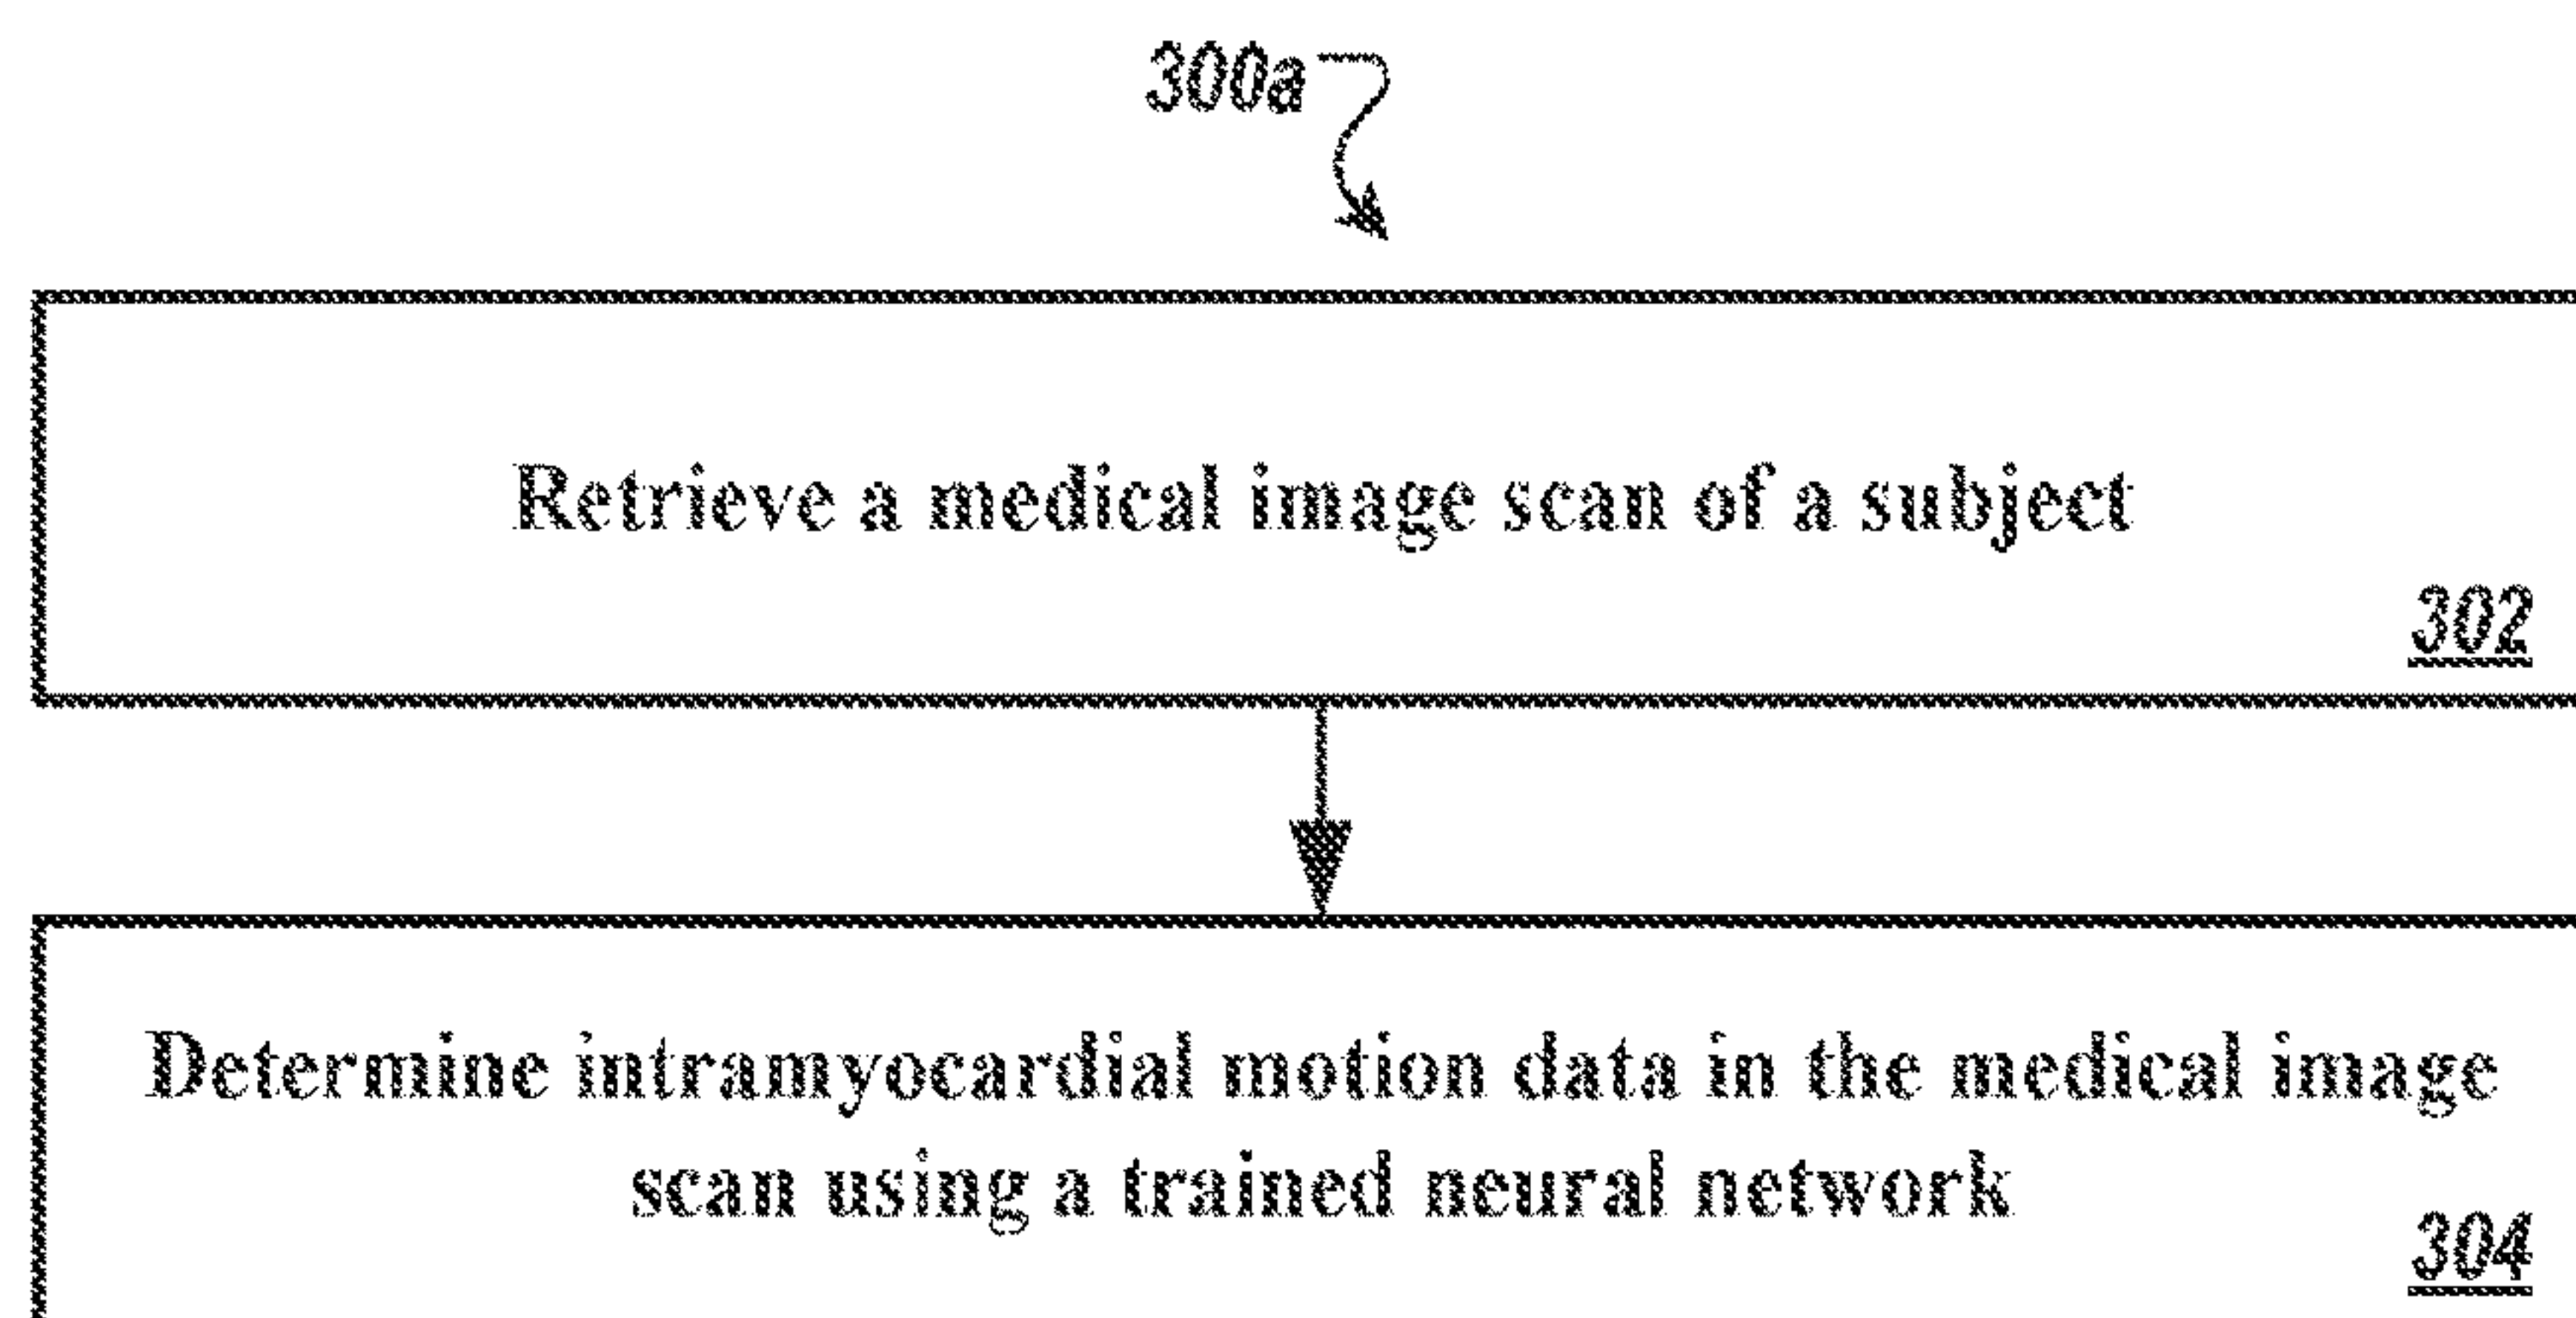 300a
Retrieve a medical image scan of a subject
302
Determine intramyocardial motion data in the medical image
scan using a trained neural network
304